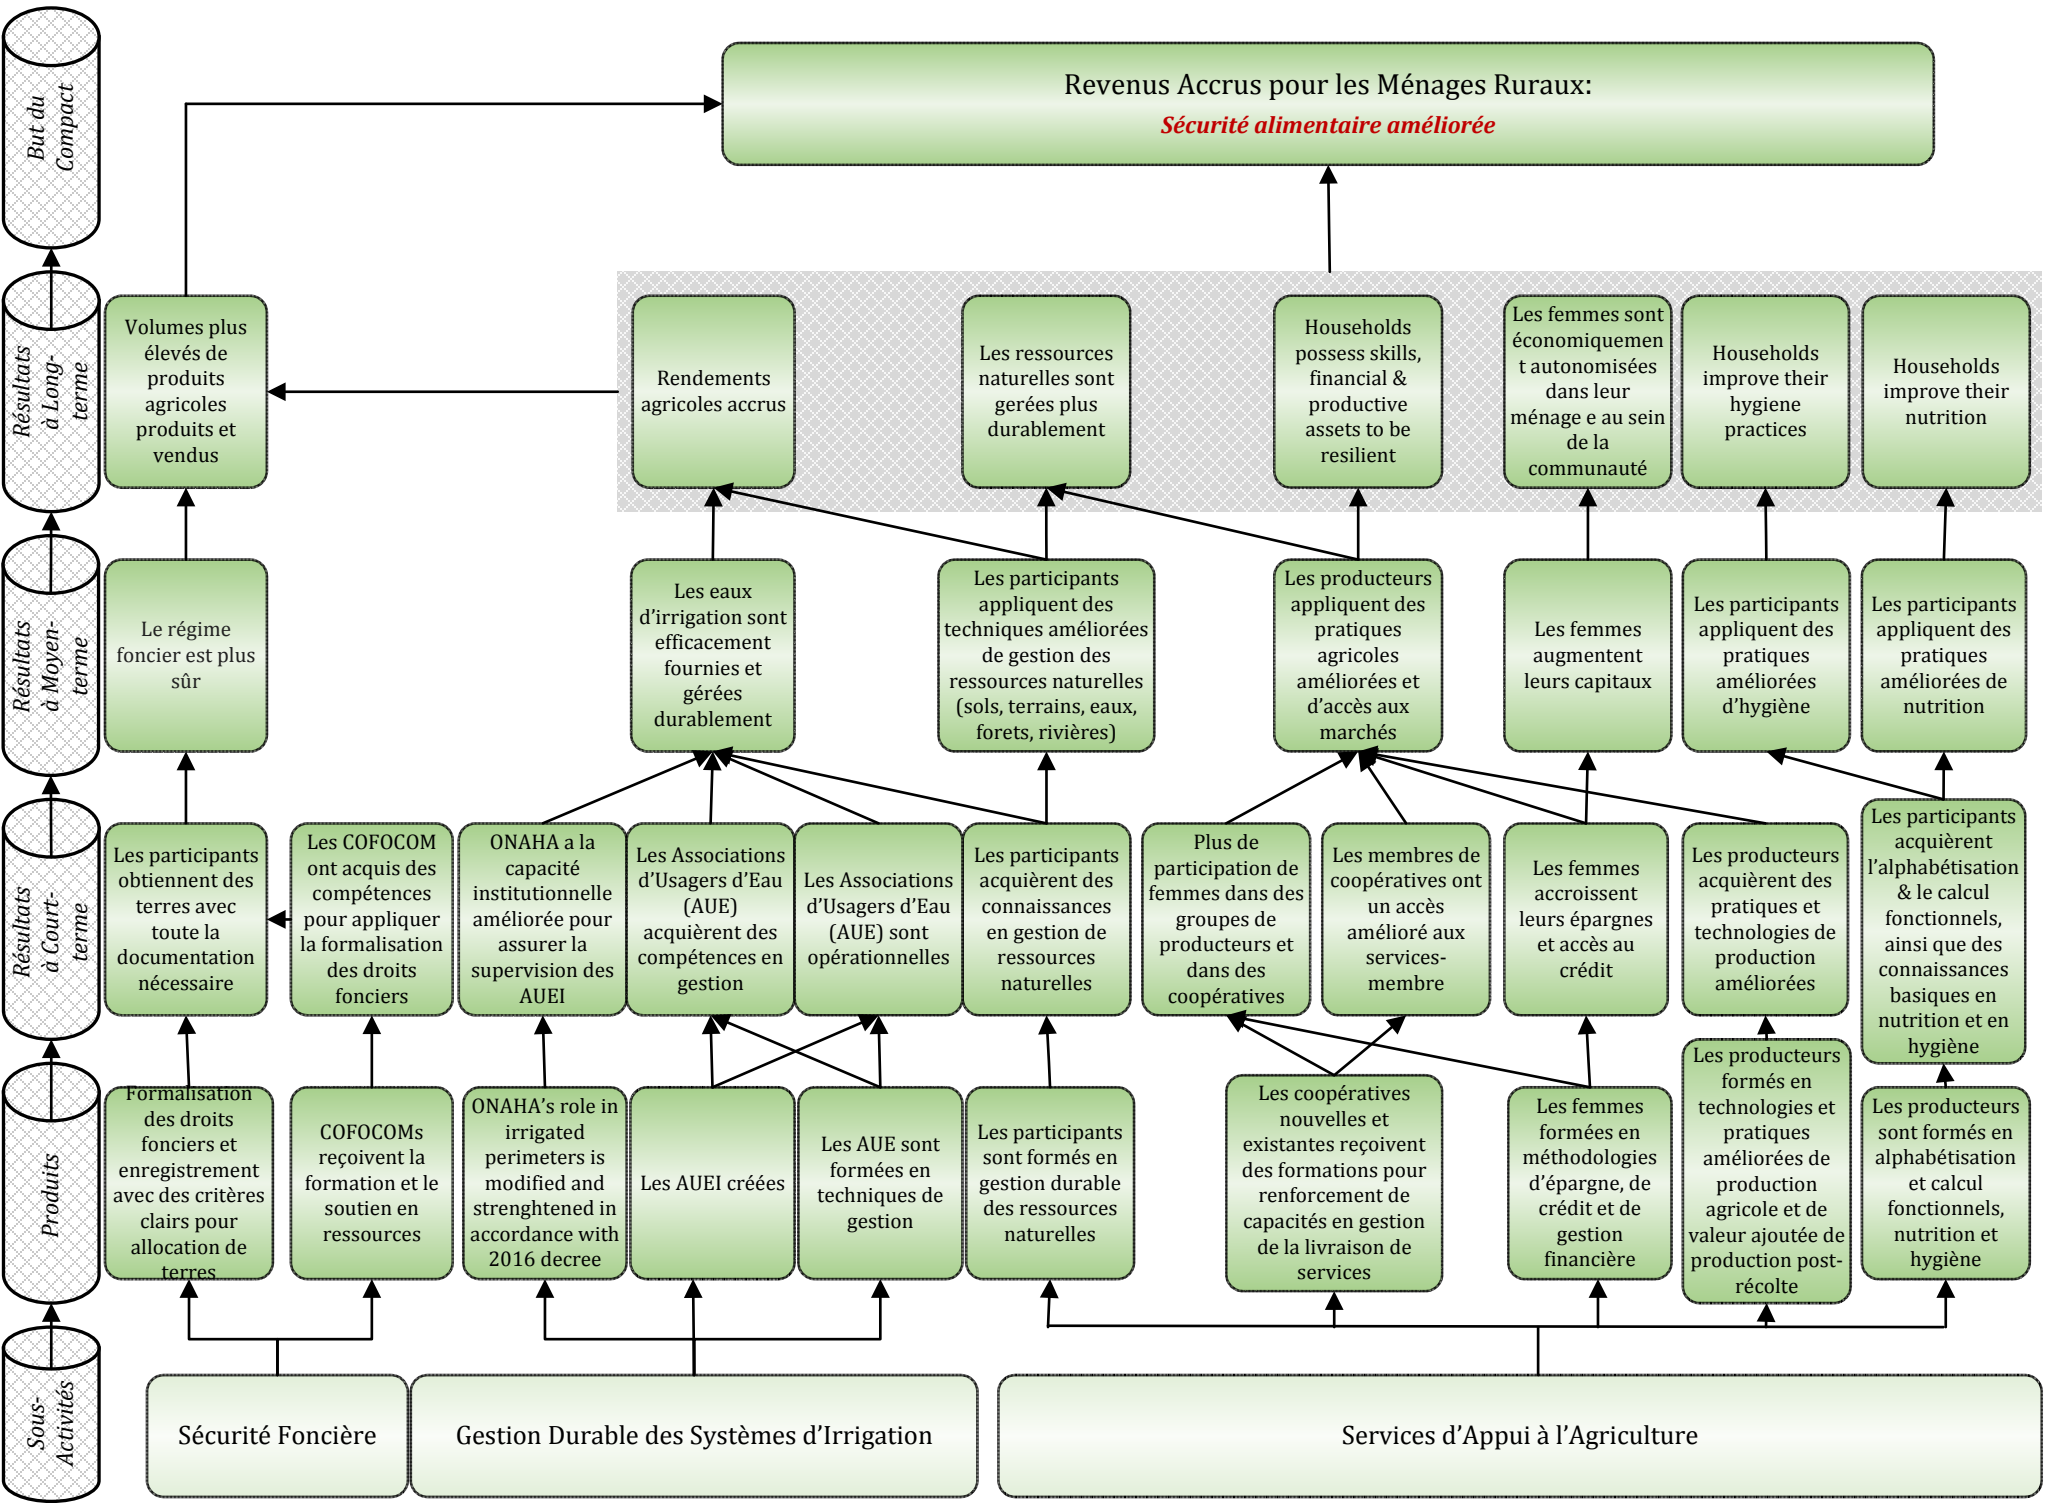 But du
Compact
Revenus Accrus pour les Ménages Ruraux:
Sécurité alimentaire améliorée
Résultats
à Long-
terme
Volumes plus
élevés de
produits
agricoles
produits et
vendus
Rendements
agricoles accrus
Les ressources
naturelles sont
gerées plus
durablement
Households
possess skills,
financial &
productive
assets to be
resilient
Les femmes sont
économiquemen
t autonomisées
dans leur
ménage e au sein
de la
communauté
Households
improve their
hygiene
practices
Households
improve their
nutrition
Résultats
à Moyen-
terme
Le régime
foncier est plus
sûr
Les eaux
d'irrigation sont
efficacement
fournies et
gérées
durablement
Les participants
appliquent des
techniques améliorées
de gestion des
ressources naturelles
(sols, terrains, eaux,
forets, rivières)
Les producteurs
appliquent des
pratiques
agricoles
améliorées et
d'accès aux
marchés
Les femmes
augmentent
leurs capitaux
Les participants
appliquent des
pratiques
améliorées
d'hygiène
Les participants
appliquent des
pratiques
améliorées de
nutrition
Résultats
à Court-
terme
Les participants
obtiennent des
terres avec
toute la
documentation
nécessaire
Les COFOCOM
ont acquis des
compétences
pour appliquer
la formalisation
des droits
fonciers
ONAHA a la
capacité
institutionnelle
améliorée pour
assurer la
supervision des
AUEI
Les Associations
d'Usagers d'Eau
(AUE)
acquièrent des
compétences en
gestion
Les Associations
d'Usagers d'Eau
(AUE) sont
opérationnelles
Les participants
acquièrent des
connaissances
en gestion de
ressources
naturelles
Plus de
participation de
femmes dans des
groupes de
producteurs et
dans des
coopératives
Les membres de
coopératives ont
un accès
amélioré aux
services-
membre
Les femmes
accroissent
leurs épargnes
et accès au
crédit
Les producteurs
acquièrent des
pratiques et
technologies de
production
améliorées
Les participants
acquièrent
l'alphabétisation
& le calcul
fonctionnels,
ainsi que des
connaissances
basiques en
nutrition et en
hygiène
Produits
Formalisation
des droits
fonciers et
enregistrement
avec des critères
clairs pour
allocation de
terres
COFOCOMs
reçoivent la
formation et le
soutien en
ressources
ONAHA's role in
irrigated
perimeters is
modified and
strenghtened in
accordance with
2016 decree
Les AUEI créées
Les AUE sont
formées en
techniques de
gestion
Les participants
sont formés en
gestion durable
des ressources
naturelles
Les coopératives
nouvelles et
existantes reçoivent
des formations pour
renforcement de
capacités en gestion
de la livraison de
services
Les femmes
formées en
méthodologies
d'épargne, de
crédit et de
gestion
financière
Les producteurs
formés en
technologies et
pratiques
améliorées de
production
agricole et de
valeur ajoutée de
production post-
récolte
Les producteurs
sont formés en
alphabétisation
et calcul
fonctionnels,
nutrition et
hygiène
Sous-
Activités
Sécurité Foncière
Gestion Durable des Systèmes d'Irrigation
Services d'Appui à l'Agriculture